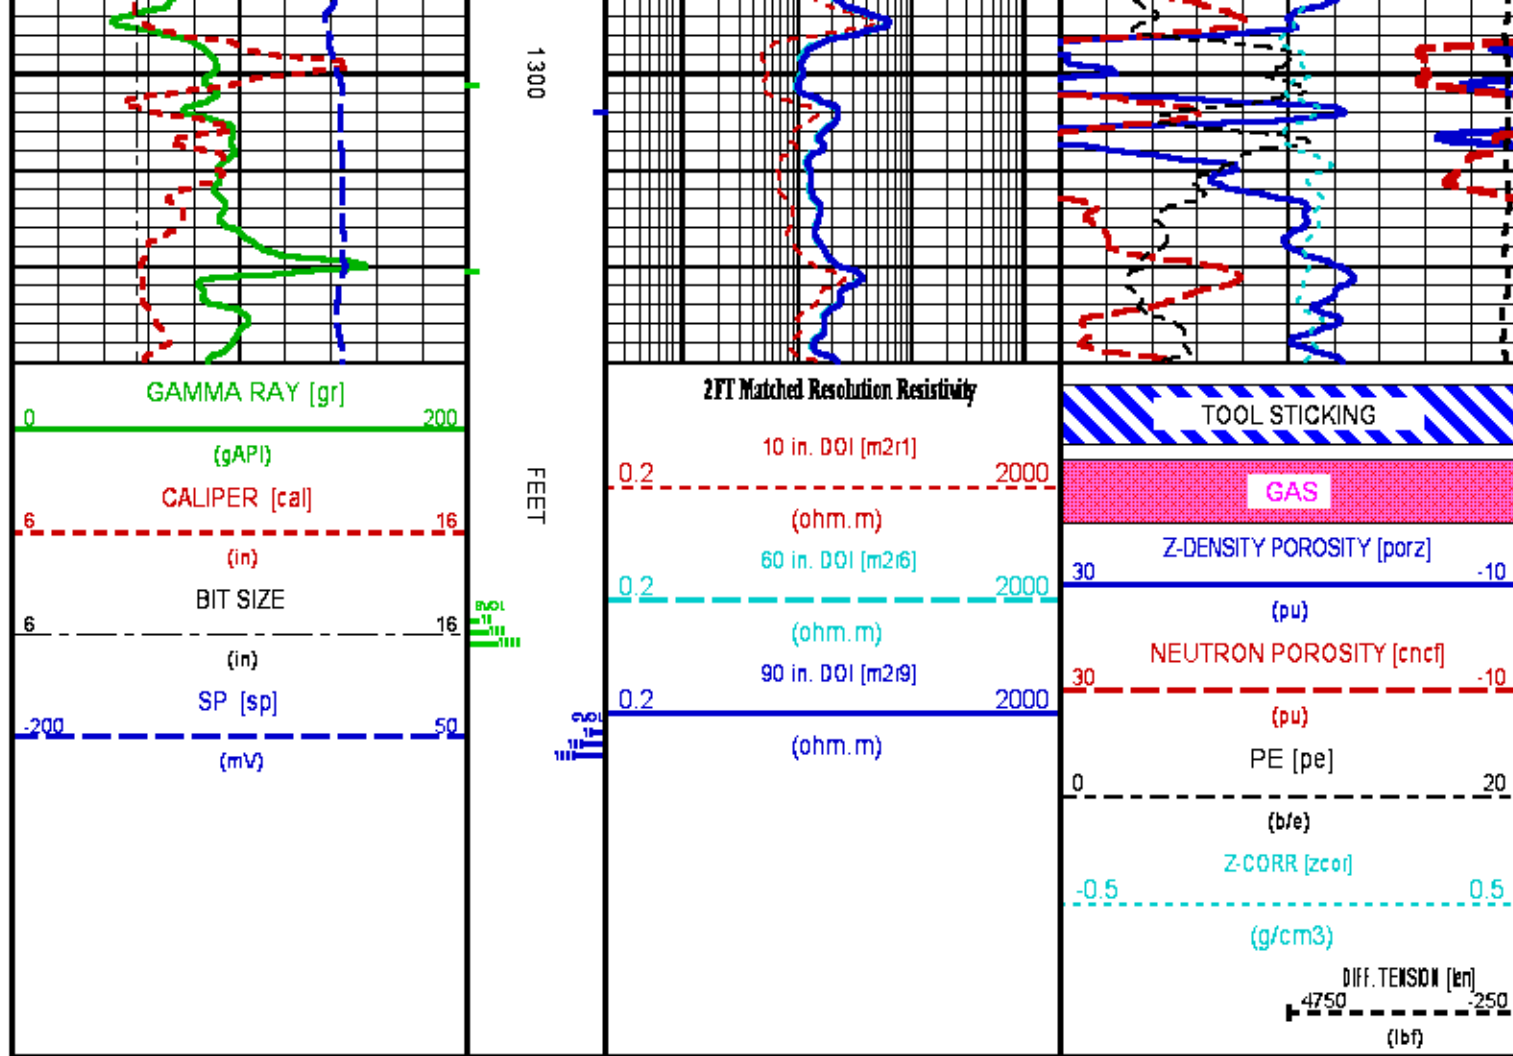 1300
GAMMA RAY [gr]
0 200
(gAPI)
CALIPER [cal]
6 16
(in)
BIT SIZE
6 16
(in)
SP [sp]
-200 50
(mV)
FEET
2FT Matched Resolution Resistivity
10 in. DOI [m2r1]
0.2 2000
(ohm.m)
60 in. DOI [m2r6]
0.2 2000
(ohm.m)
90 in. DOI [m2r9]
0.2 2000
(ohm.m)
TOOL STICKING
GAS
Z-DENSITY POROSITY [porz]
30 -10
(pu)
NEUTRON POROSITY [cncf]
30 -10
(pu)
PE [pe]
0 20
(b/e)
Z-CORR [zcor]
-0.5 0.5
(g/cm3)
DIFF. TENSION [ten]
4750 -250
(lbf)